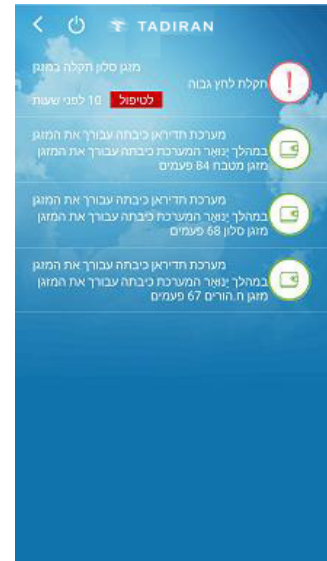 TADIRAN
מזגן סלון תקלה במזגן
תקלת לחץ גבוה
לטיפול 10 לפני שעות
מערכת תדיראן כיבתה עבורך את המזגן
במהלך ינואר המערכת כיבתה עבורך את המזגן
מזגן מטבח 84 פעמים
מערכת תדיראן כיבתה עבורך את המזגן
במהלך ינואר המערכת כיבתה עבורך את המזגן
מזגן סלון 68 פעמים
מערכת תדיראן כיבתה עבורך את המזגן
במהלך ינואר המערכת כיבתה עבורך את המזגן
מזגן ח.הורים 67 פעמים